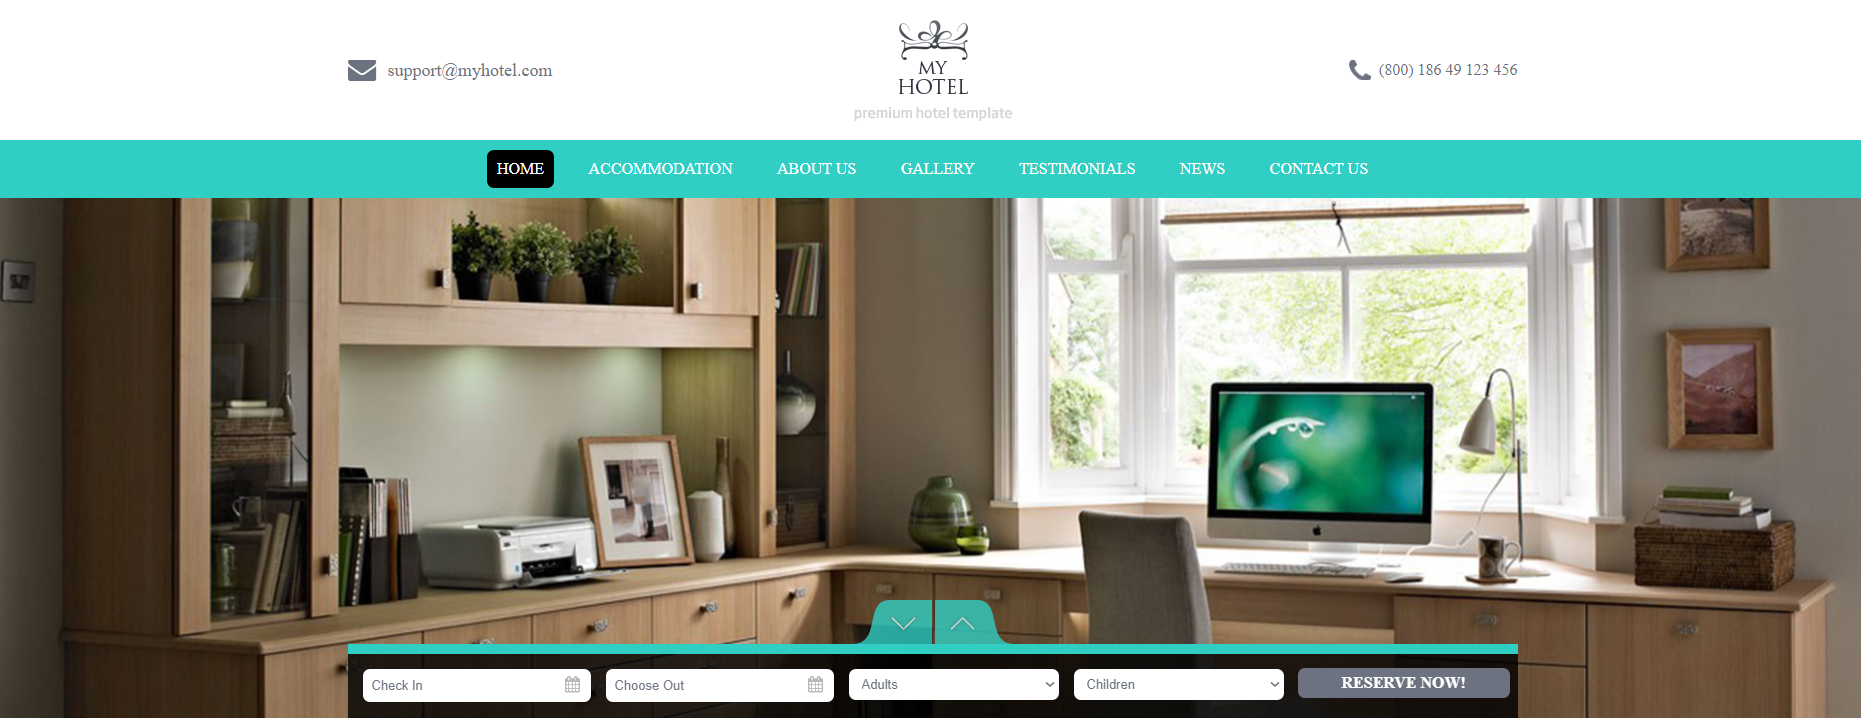 support@myhotel.com
MY
HOTEL
premium hotel template
(800) 186 49 123 456
HOME ACCOMMODATION ABOUT US GALLERY TESTIMONIALS NEWS CONTACT US
Check In Choose Out Adults Children RESERVE NOW!